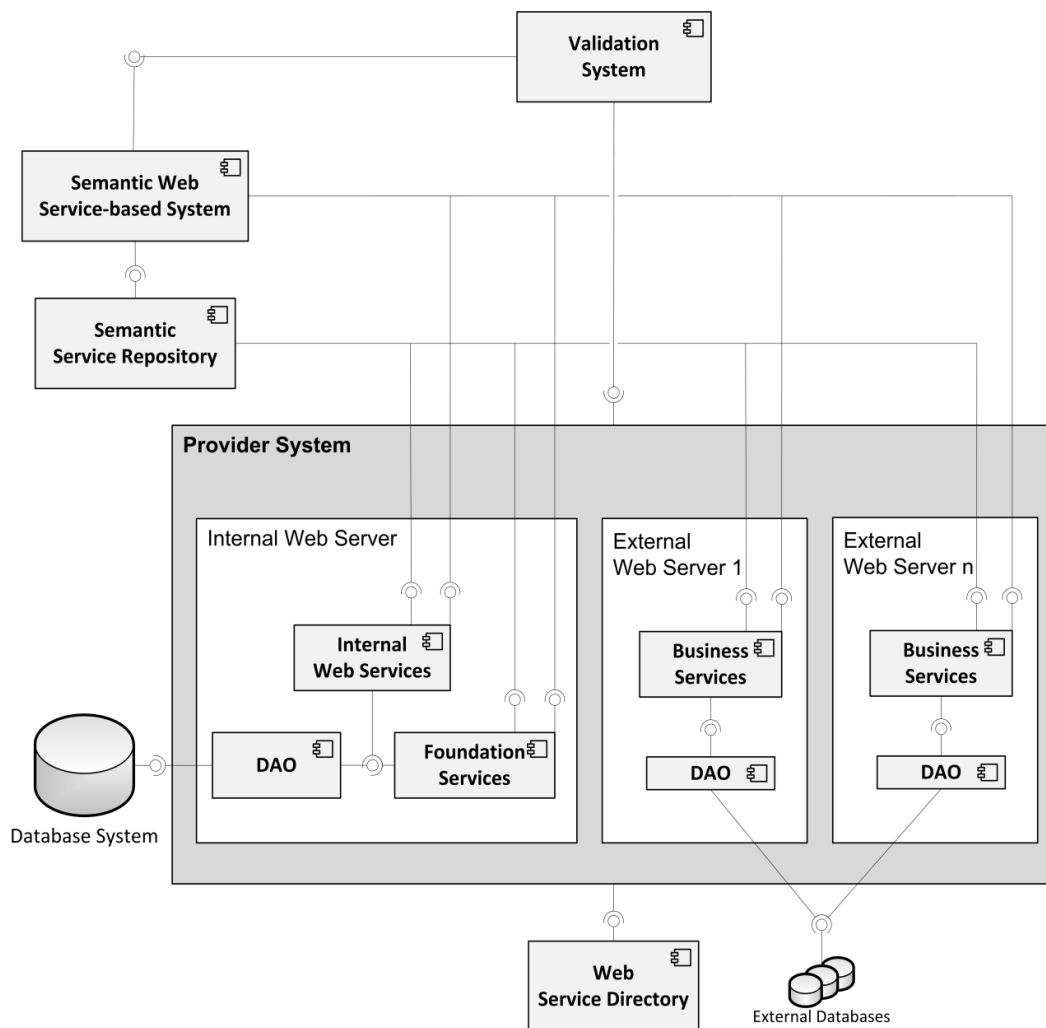 Validation
System
Semantic Web
Service-based System
Semantic
Service Repository
Provider System
Internal Web Server
External
Web Server 1
External
Web Server n
Internal
Web Services
Business
Services
Business
Services
DAO
Foundation
Services
DAO
DAO
Database System
Web
Service Directory
External Databases